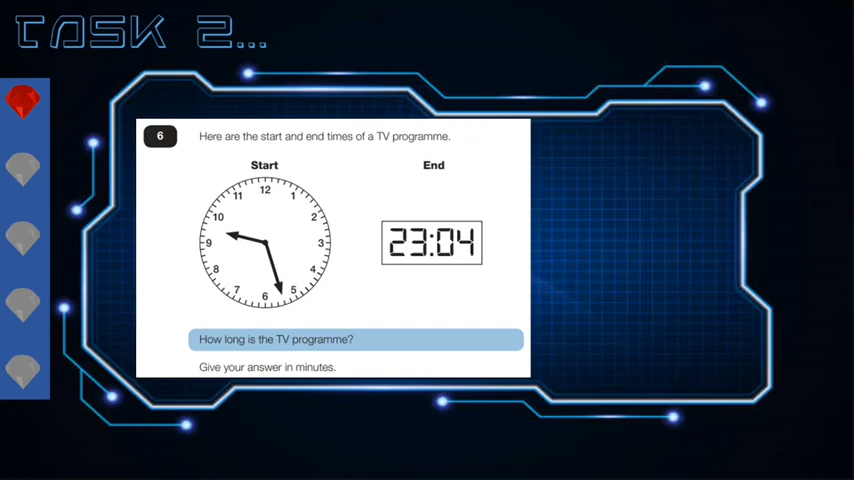 TASK 2...
6 Here are the start and end times of a TV programme.
Start End
12
11 1
10 2
9 3
8 4
7 5
6
23:04
How long is the TV programme?
Give your answer in minutes.